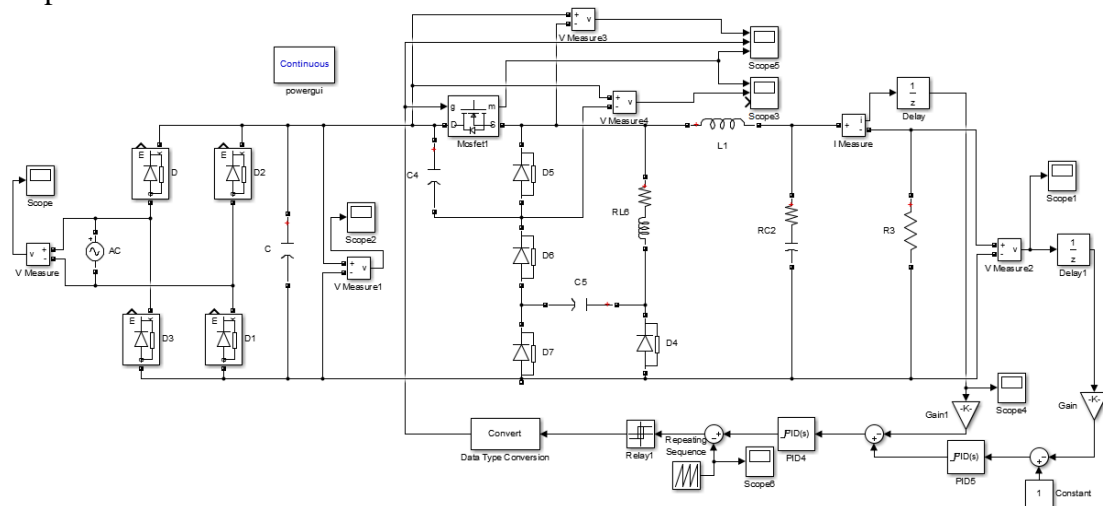 Continuous
powergui
V Measure3
Scope5
V Measure4
Scope3
g
m
D
S
Mosfet1
L1
I Measure
Delay
1
z
Scope
V Measure
AC
D
D2
D3
D1
E
E
E
E
C
Scope2
V Measure1
C4
D5
D6
D7
RL6
C5
D4
RC2
R3
Scope1
V Measure2
1
z
Delay1
Scope4
-K-
Gain1
-K-
Gain
Convert
Data Type Conversion
Relay1
Repeating
Sequence
Scope6
PID(s)
PID4
PID(s)
PID5
1
Constant